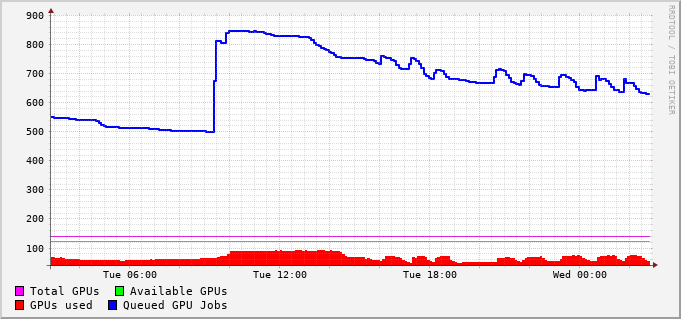 900
800
700
600
500
400
300
200
100
Tue 06:00 Tue 12:00 Tue 18:00 Wed 00:00
Total GPUs Available GPUs
GPUs used Queued GPU Jobs
RRDTOOL / TOBI OETIKER